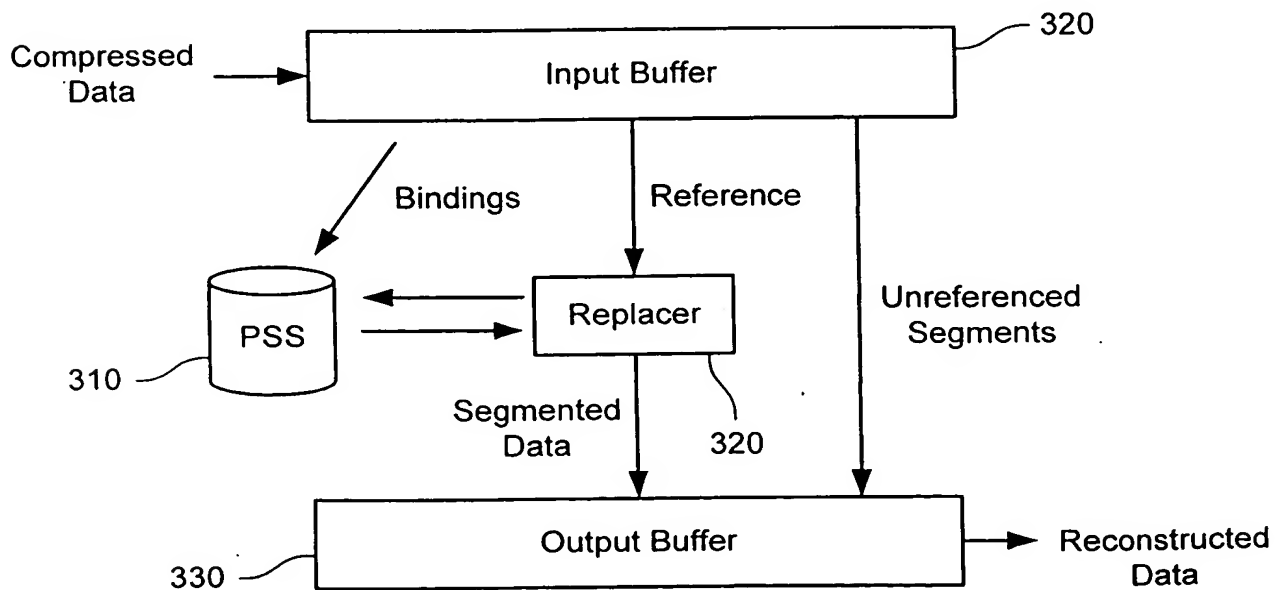 320
Compressed
Data
Input Buffer
Bindings
Reference
Unreferenced
Segments
PSS
Replacer
310
Segmented
Data
320
Output Buffer
330
Reconstructed
Data